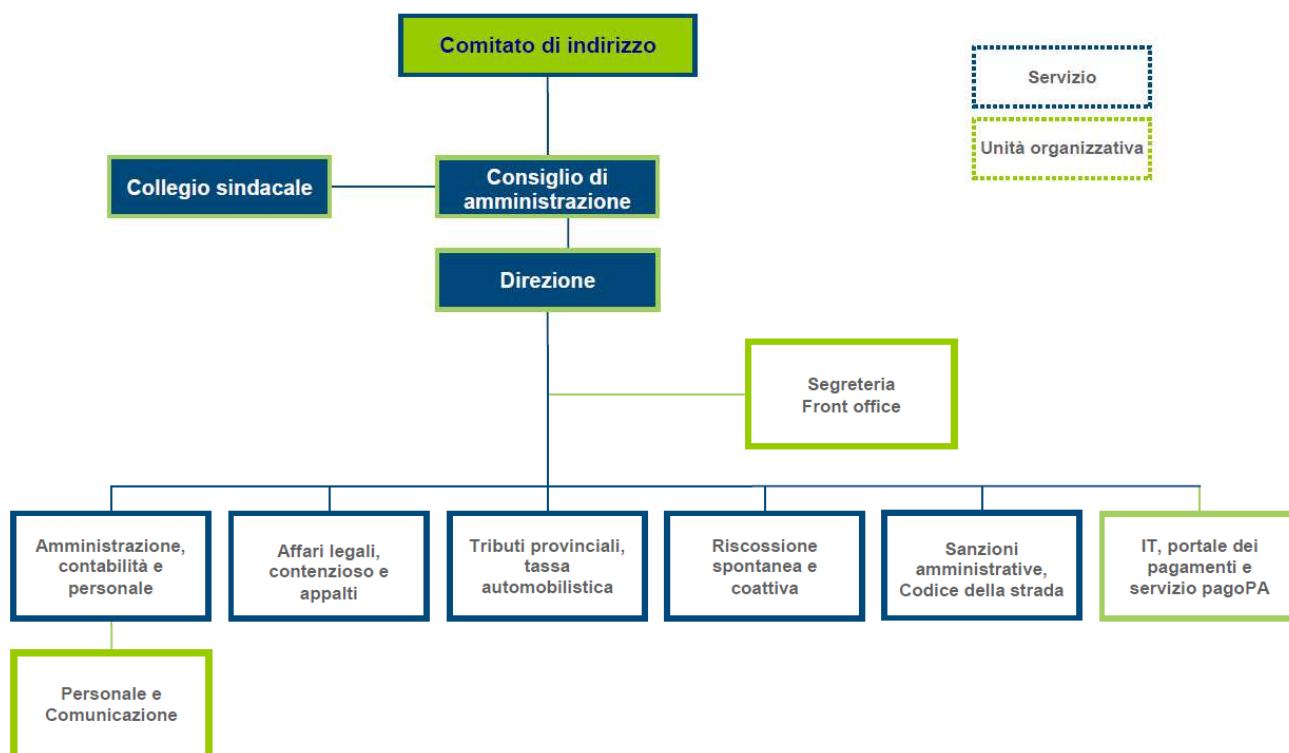 Comitato di indirizzo
Servizio
Unità organizzativa
Collegio sindacale
Consiglio di
amministrazione
Direzione
Segreteria
Front office
Amministrazione,
contabilità e
personale
Affari legali,
contenzioso e
appalti
Tributi provinciali,
tassa
automobilistica
Riscossione
spontanea e
coattiva
Sanzioni
amministrative,
Codice della strada
IT, portale dei
pagamenti e
servizio pagoPA
Personale e
Comunicazione